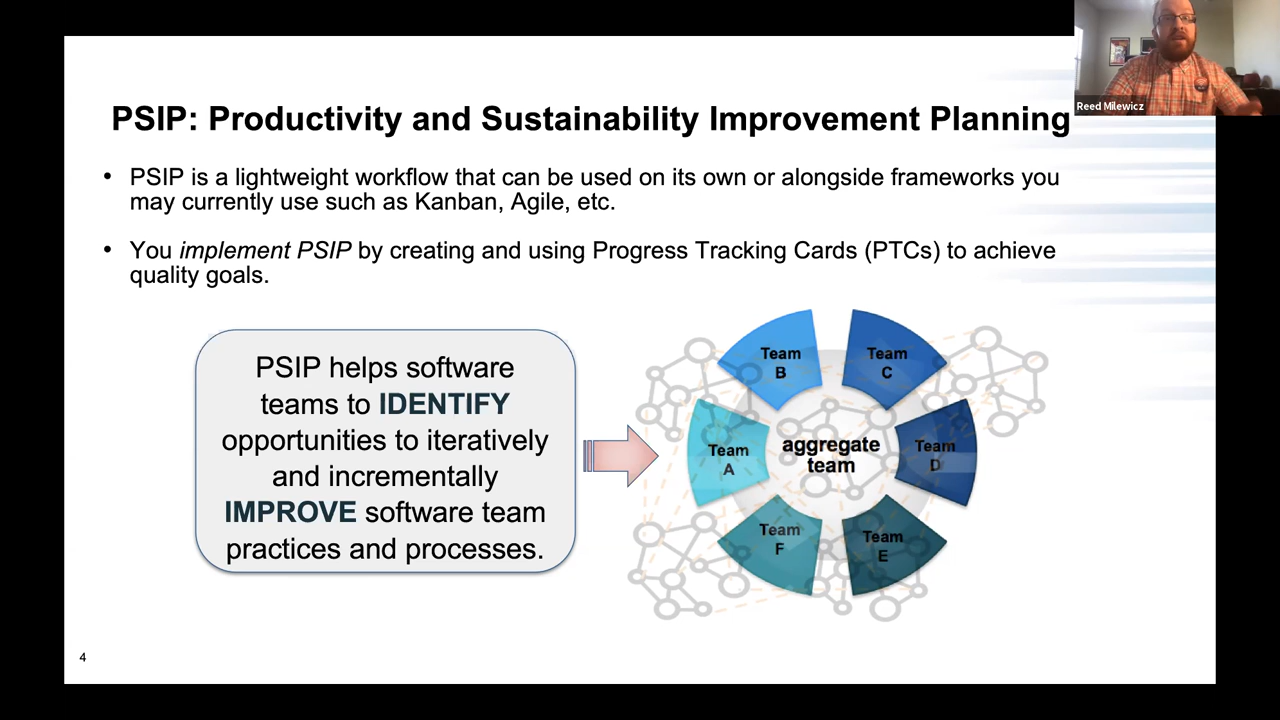 Reed Milewicz
PSIP: Productivity and Sustainability Improvement Planning
• PSIP is a lightweight workflow that can be used on its own or alongside frameworks you
may currently use such as Kanban, Agile, etc.
• You implement PSIP by creating and using Progress Tracking Cards (PTCs) to achieve
quality goals.
PSIP helps software
teams to IDENTIFY
opportunities to iteratively
and incrementally
IMPROVE software team
practices and processes.
Team
B
Team
C
Team
A
aggregate
team
Team
D
Team
F
Team
E
4